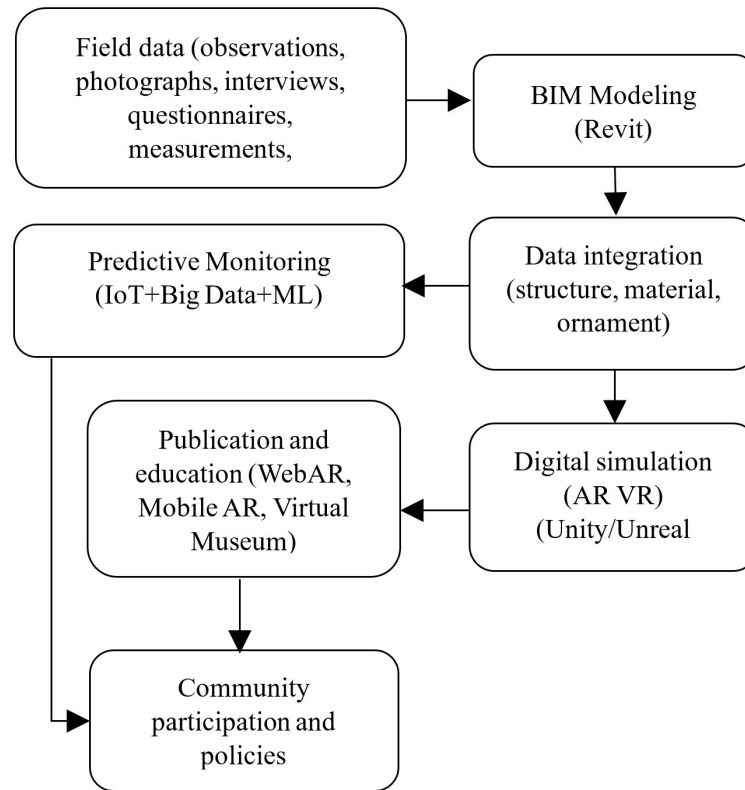 Field data (observations,
photographs, interviews,
questionnaires,
measurements,
BIM Modeling
(Revit)
Data integration
(structure, material,
ornament)
Predictive Monitoring
(IoT+Big Data+ML)
Digital simulation
(AR VR)
(Unity/Unreal
Publication and
education (WebAR,
Mobile AR, Virtual
Museum)
Community
participation and
policies